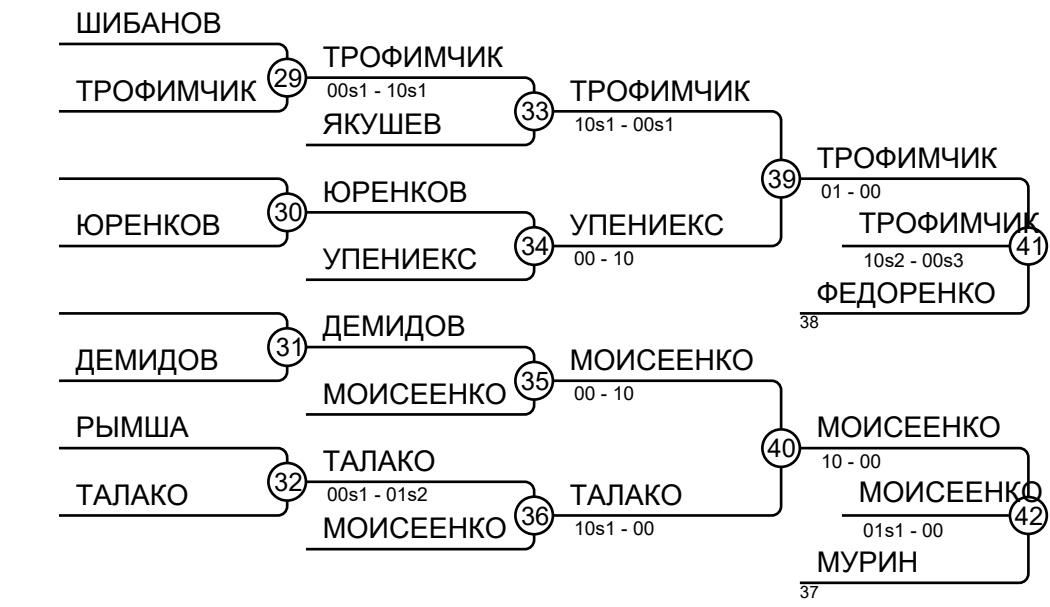 ШИБАНОВ
ТРОФИМЧИК
29
ТРОФИМЧИК
00s1 - 10s1
ЯКУШЕВ
33
ТРОФИМЧИК
10s1 - 00s1
ЮРЕНКОВ
30
ЮРЕНКОВ
УПЕНИЕКС
34
УПЕНИЕКС
00 - 10
39
ТРОФИМЧИК
01 - 00
ТРОФИМЧИК
10s2 - 00s3
41
ФЕДОРЕНКО
38
ДЕМИДОВ
31
ДЕМИДОВ
МОИСЕЕНКО
35
МОИСЕЕНКО
00 - 10
РЫМША
ТАЛАКО
32
ТАЛАКО
00s1 - 01s2
МОИСЕЕНКО
36
ТАЛАКО
10s1 - 00
40
МОИСЕЕНКО
10 - 00
МОИСЕЕНКО
01s1 - 00
42
МУРИН
37